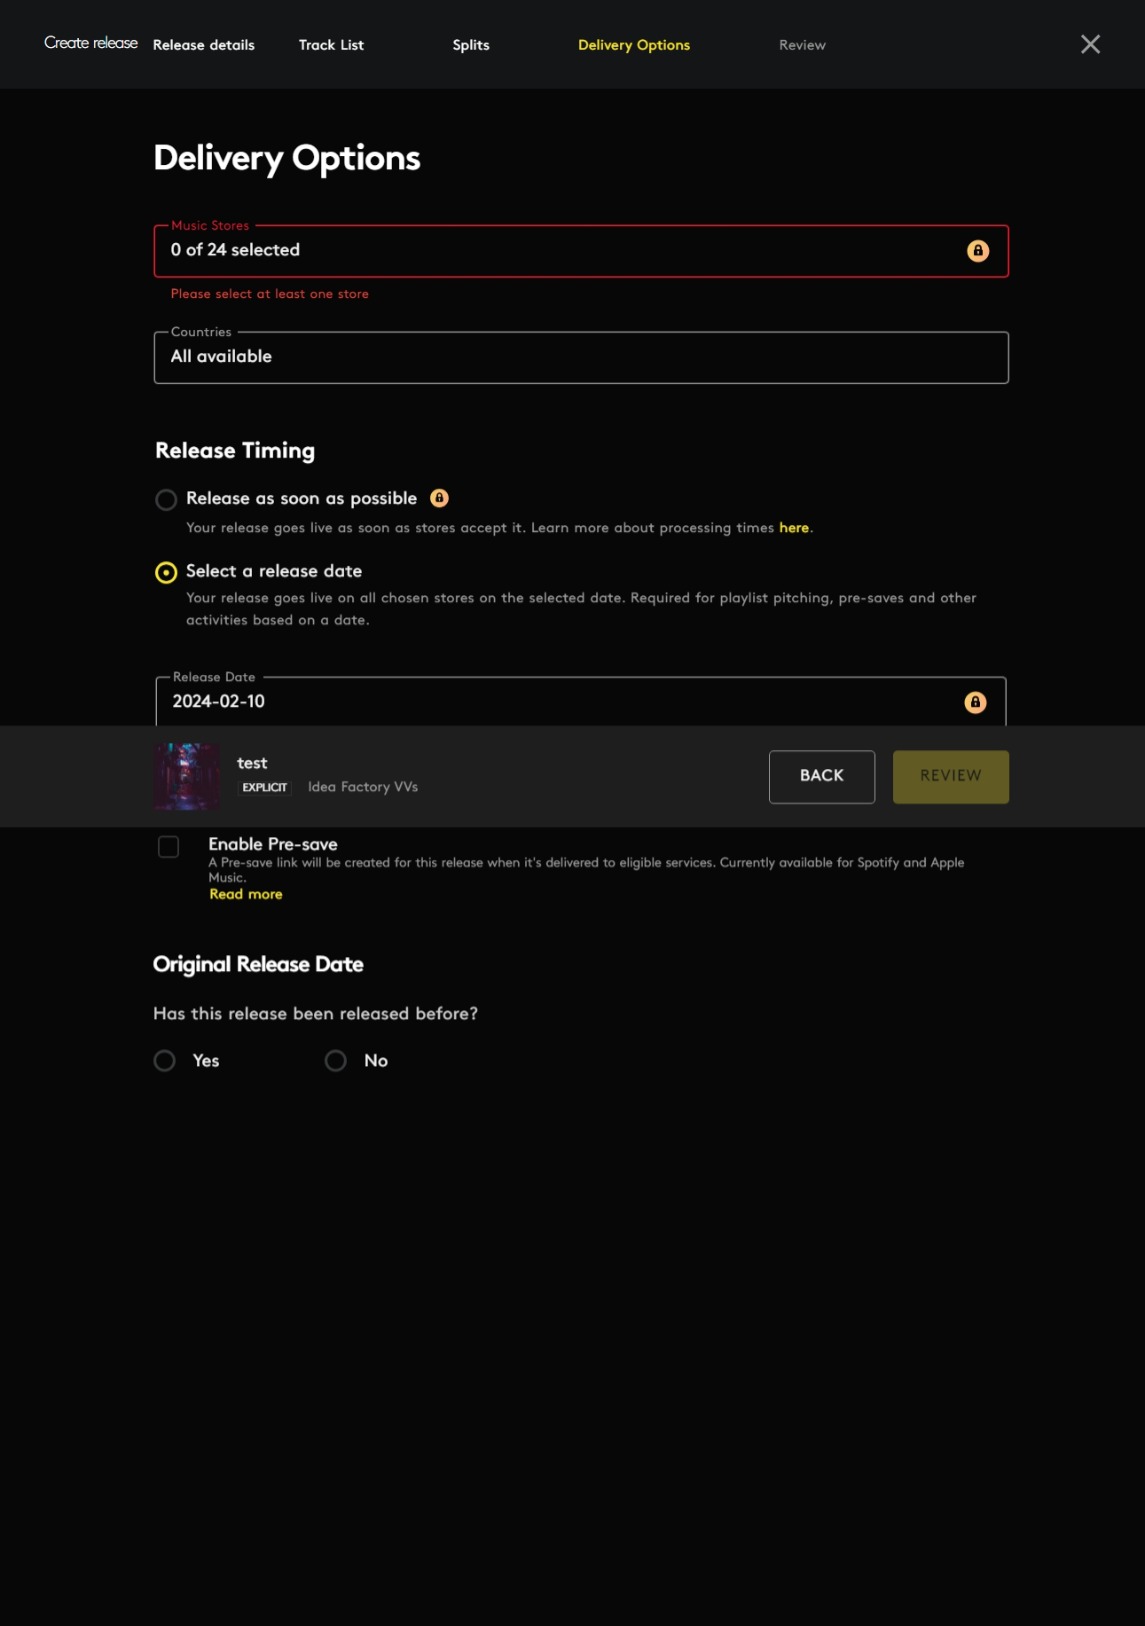 Create release
Release details
Track List
Splits
Delivery Options
Review
Delivery Options
Music Stores
0 of 24 selected
Please select at least one store
Countries
All available
Release Timing
Release as soon as possible
Your release goes live as soon as stores accept it. Learn more about processing times here.
Select a release date
Your release goes live on all chosen stores on the selected date. Required for playlist pitching, pre-saves and other
activities based on a date.
Release Date
2024-02-10
test
EXPLICIT
Idea Factory VVs
BACK
REVIEW
Enable Pre-save
A Pre-save link will be created for this release when it's delivered to eligible services. Currently available for Spotify and Apple
Music.
Read more
Original Release Date
Has this release been released before?
Yes
No